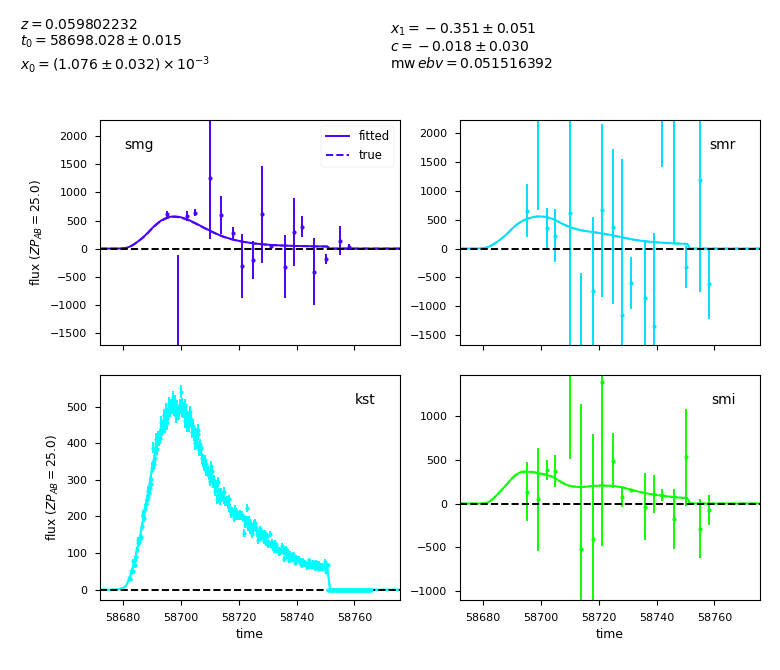 z = 0.059802232
t₀ = 58698.028 ± 0.015
x₀ = (1.076 ± 0.032) × 10⁻³
x₁ = −0.351 ± 0.051
c = −0.018 ± 0.030
mw ebv = 0.051516392
smg
fitted
true
2000
1500
1000
500
0
−500
−1000
−1500
flux (ZP_AB = 25.0)
smr
2000
1500
1000
500
0
−500
−1000
−1500
kst
500
400
300
200
100
0
flux (ZP_AB = 25.0)
58680 58700 58720 58740 58760
time
smi
1000
500
0
−500
−1000
58680 58700 58720 58740 58760
time